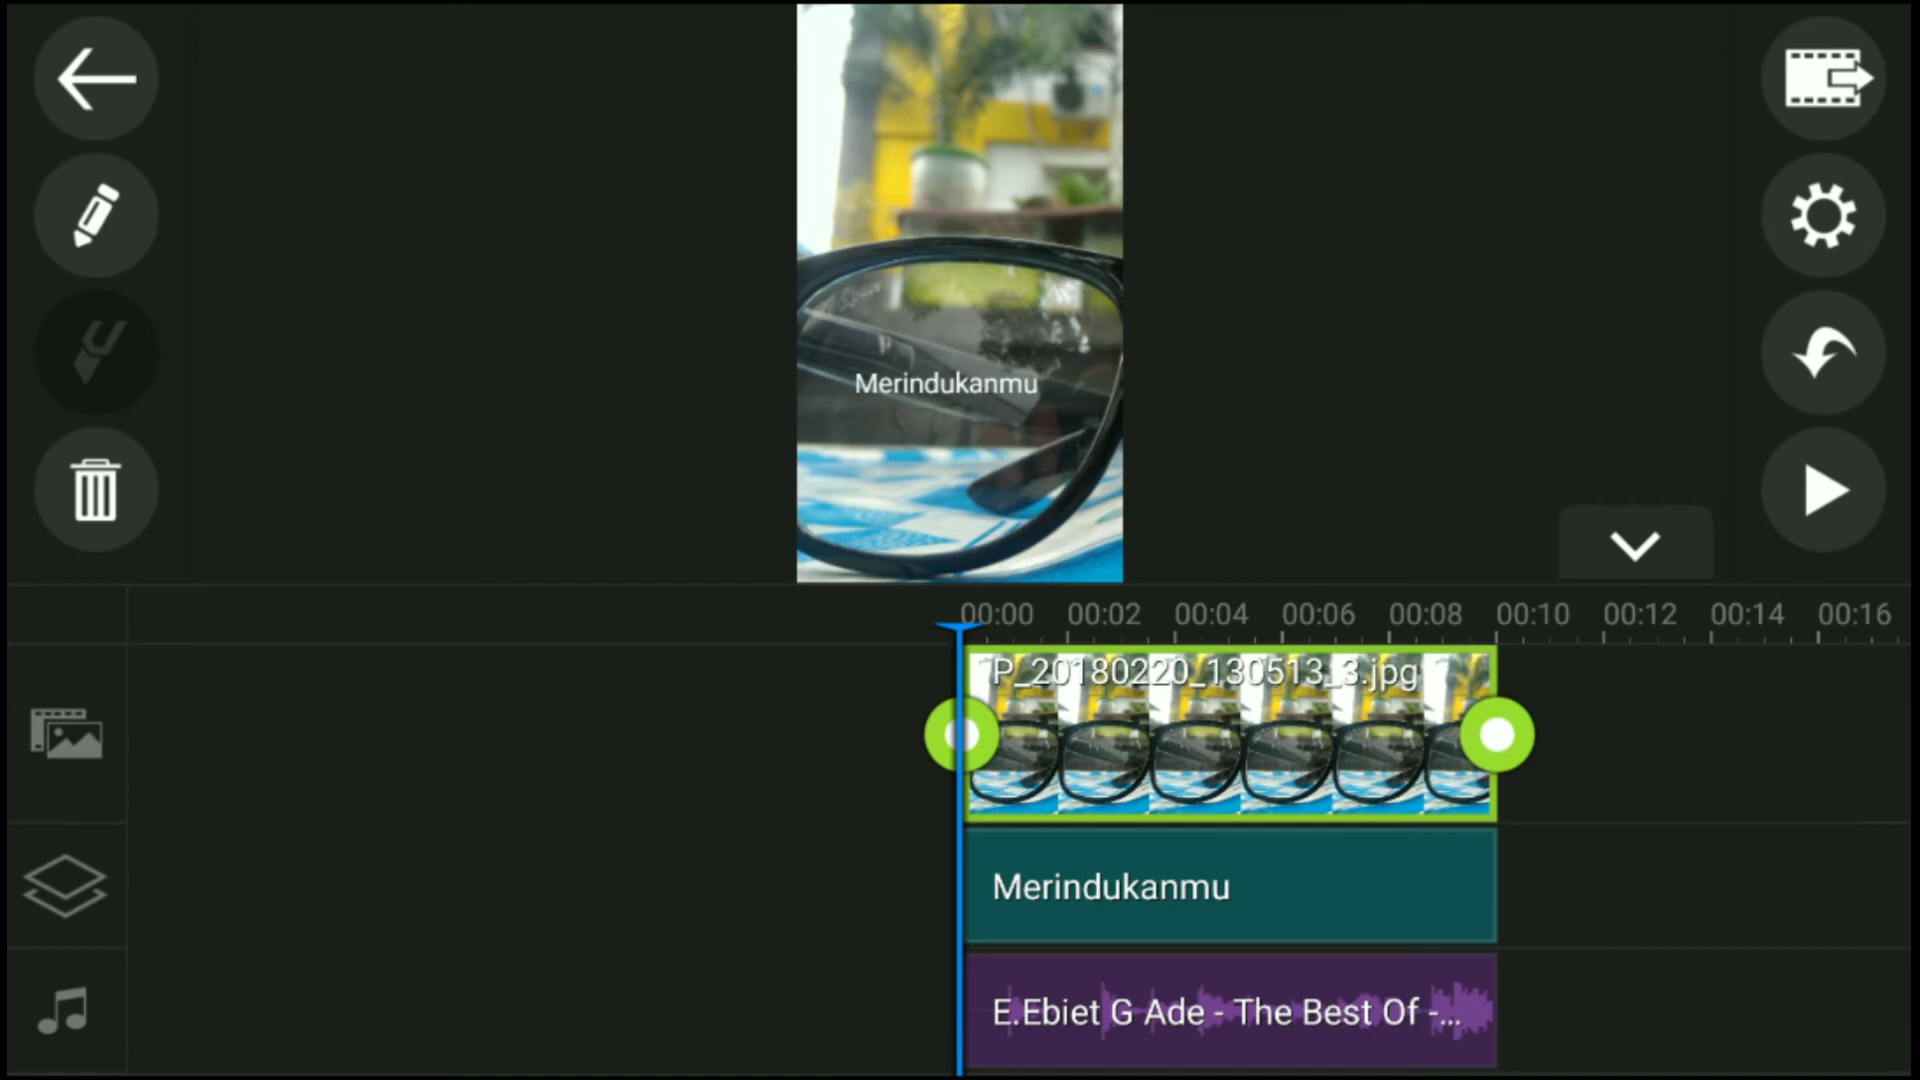 Merindukanmu
00:00 00:02 00:04 00:06 00:08 00:10 00:12 00:14 00:16
P_20180220_130513_3.jpg
Merindukanmu
E.Ebiet G Ade - The Best Of -...